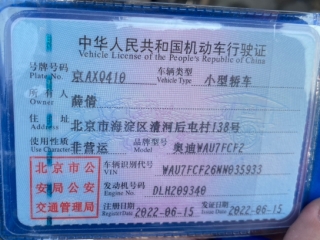 中华人民共和国机动车行驶证
Vehicle License of the People's Republic of China
号牌号码 京AX0410 车辆类型 小型轿车
Plate No. Vehicle Type
所有人 薛倩
Owner
住址 北京市海淀区清河后屯村138号
Address
使用性质 非营运 品牌型号 奥迪WAU7FCF2
Use Character Model
北京市公 车辆识别代号 WAU7FCF26NN035933
VIN
安局公安 发动机号码 DLH209340
Engine No.
交通管理局 注册日期 2022-06-15 发证日期 2022-06-15
Register Date Issue Date